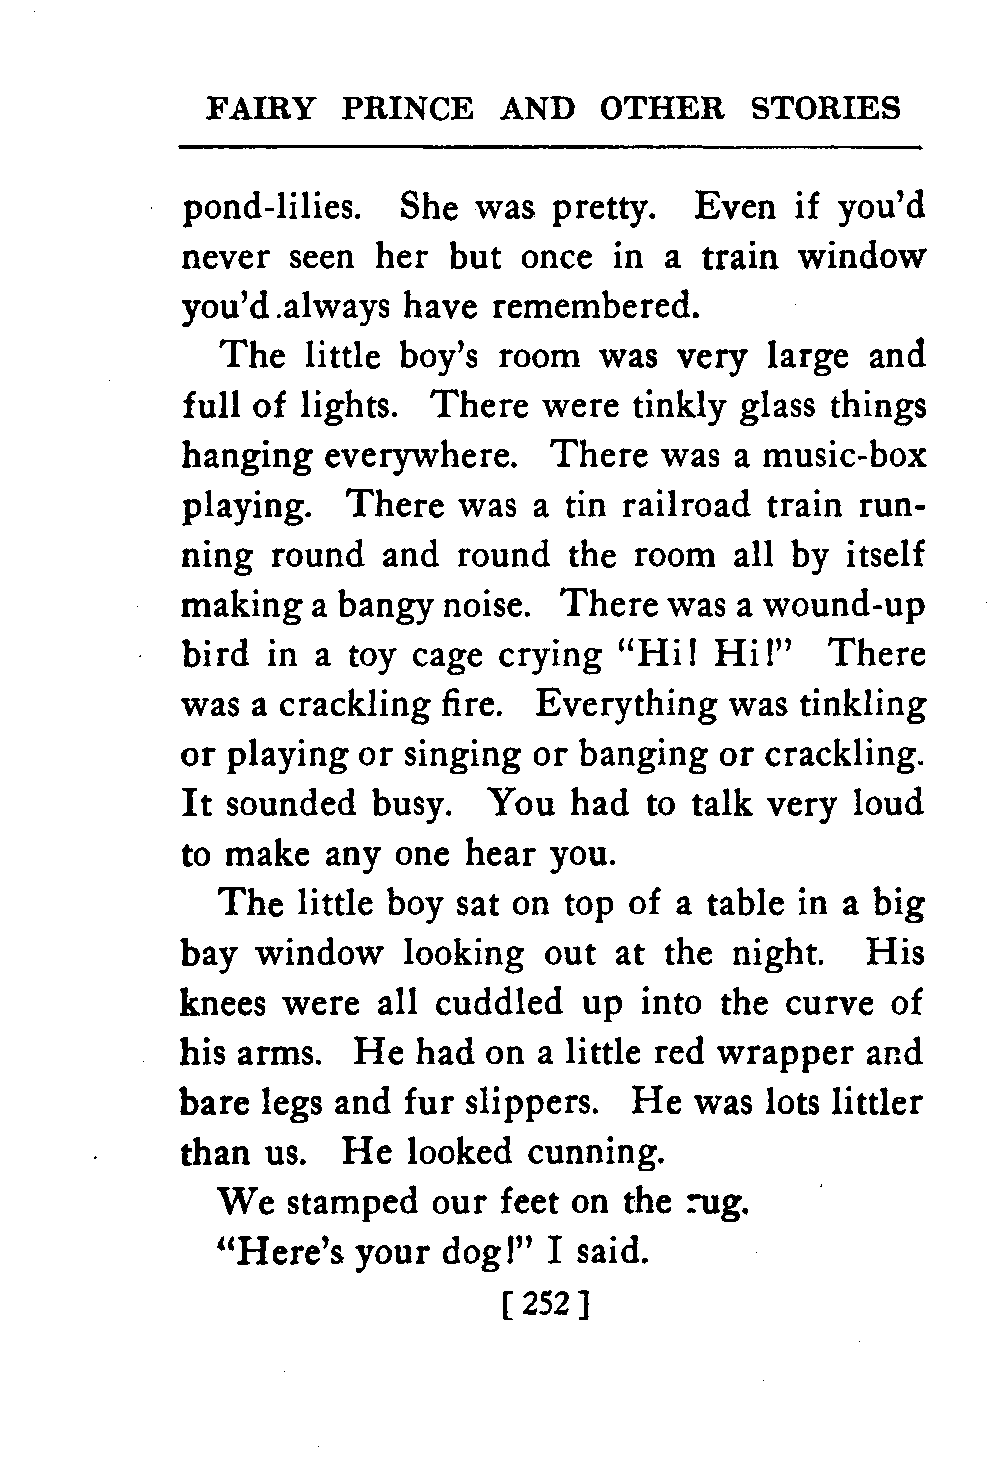 FAIRY PRINCE AND OTHER STORIES
pond-lilies. She was pretty. Even if you'd
never seen her but once in a train window
you'd always have remembered.
The little boy's room was very large and
full of lights. There were tinkly glass things
hanging everywhere. There was a music-box
playing. There was a tin railroad train run-
ning round and round the room all by itself
making a bangy noise. There was a wound-up
bird in a toy cage crying "Hi! Hi!" There
was a crackling fire. Everything was tinkling
or playing or singing or banging or crackling.
It sounded busy. You had to talk very loud
to make any one hear you.
The little boy sat on top of a table in a big
bay window looking out at the night. His
knees were all cuddled up into the curve of
his arms. He had on a little red wrapper and
bare legs and fur slippers. He was lots littler
than us. He looked cunning.
We stamped our feet on the rug.
"Here's your dog!" I said.
[ 252 ]